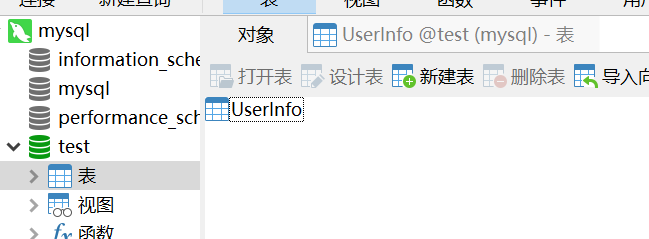 连接 新建查询 表 视图 函数 事件 用户
mysql
information_sche
mysql
performance_sch
test
表
视图
函数
对象 UserInfo @test (mysql) - 表
打开表 设计表 新建表 删除表 导入向
UserInfo